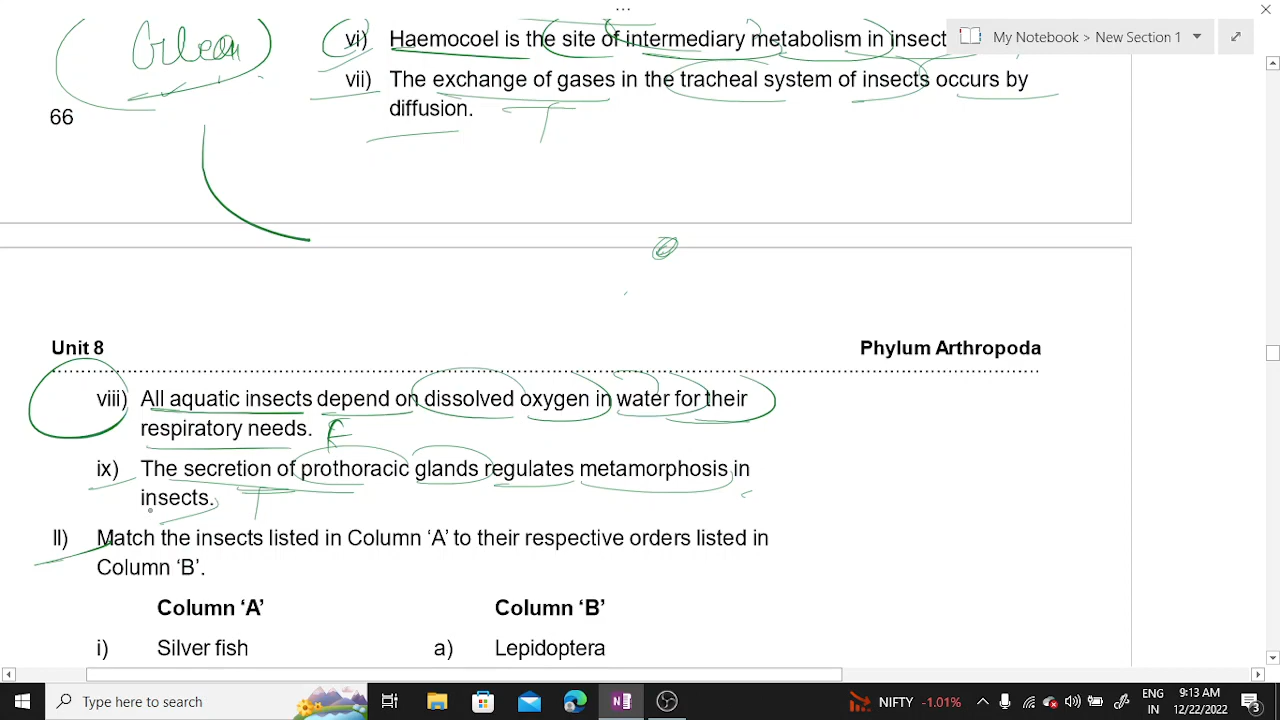 ...
vi) Haemocoel is the site of intermediary metabolism in insect
My Notebook > New Section 1
vii) The exchange of gases in the tracheal system of insects occurs by
diffusion. T
66
Unit 8 Phylum Arthropoda
viii) All aquatic insects depend on dissolved oxygen in water for their
respiratory needs. F
ix) The secretion of prothoracic glands regulates metamorphosis in
insects. T
II) Match the insects listed in Column ‘A’ to their respective orders listed in
Column ‘B’.
Column ‘A’ Column ‘B’
i) Silver fish a) Lepidoptera
Type here to search
NIFTY -1.01%
ENG
IN
9:13 AM
12/22/2022
3